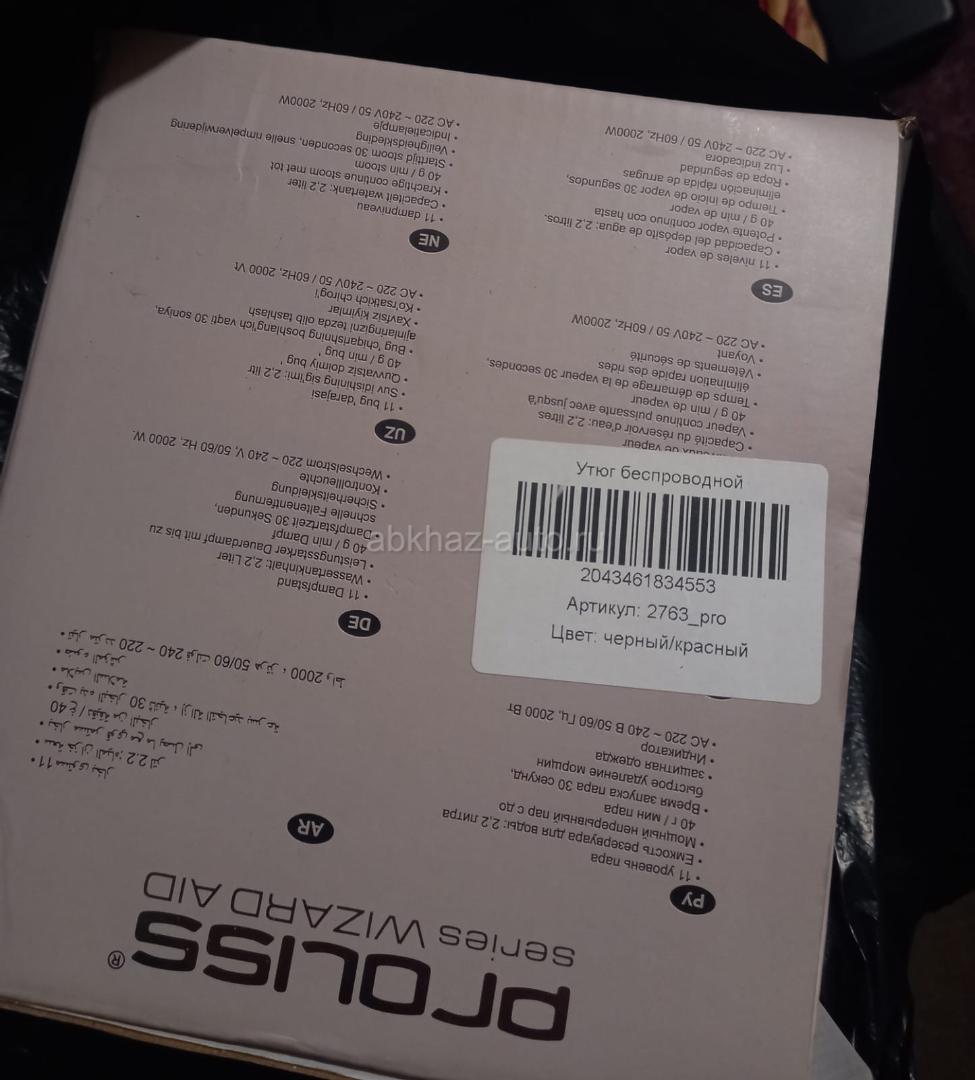 proliss®
series WIZARD AID
РУ
• 11 уровень пара
• Емкость резервуара для воды: 2,2 литра
• Мощный непрерывный пар с до
40 г / мин пара
• Время запуска пара 30 секунд,
быстрое удаление морщин
• защитная одежда
• Индикатор
• AC 220 ~ 240 В 50/60 Гц, 2000 Вт
AR
DE
• 11 Dampfstand
• Wassertankinhalt: 2,2 Liter
• Leistungsstarker Dauerdampf mit bis zu
40 g / min Dampf
• Dampfstartzeit 30 Sekunden,
schnelle Faltenentfernung
• Sicherheitskleidung
• Kontrollleuchte
• Wechselstrom 220 ~ 240 V, 50/60 Hz, 2000 W.
vapeur
• Capacité du réservoir d'eau: 2,2 litres
• Vapeur continue puissante avec jusqu'à
40 g / min de vapeur
• Temps de démarrage de la vapeur 30 secondes,
élimination rapide des rides
• Vêtements de sécurité
• Voyant
• AC 220 ~ 240V 50 / 60Hz, 2000W
UZ
• 11 bug' darajasi
• Suv idishining sig'imi: 2,2 litr
• Quvvatsiz doimiy bug '
40 g / min bug '
• Bug' chiqarishning boshlang'ich vaqti 30 soniya,
ajinlaringizni tezda olib tashlash
• Xavfsiz kiyimlar
• Ko'rsatkich chirog'i
• AC 220 ~ 240V 50 / 60Hz, 2000 Vt
ES
• 11 niveles de vapor
• Capacidad del depósito de agua: 2,2 litros.
• Potente vapor continuo con hasta
40 g / min de vapor
• Tiempo de inicio de vapor 30 segundos,
eliminación rápida de arrugas
• Ropa de seguridad
• Luz indicadora
• AC 220 ~ 240V 50 / 60Hz, 2000W
NE
• 11 dampniveau
• Capaciteit watertank: 2,2 liter
• Krachtige continue stoom met tot
40 g / min stoom
• Starttijd stoom 30 seconden, snelle rimpelverwijdering
• Veiligheidskleding
• Indicatielampje
• AC 220 ~ 240V 50 / 60Hz, 2000W
Утюг беспроводной
2043461834553
Артикул: 2763_pro
Цвет: черный/красный
abkhaz-auto.ru